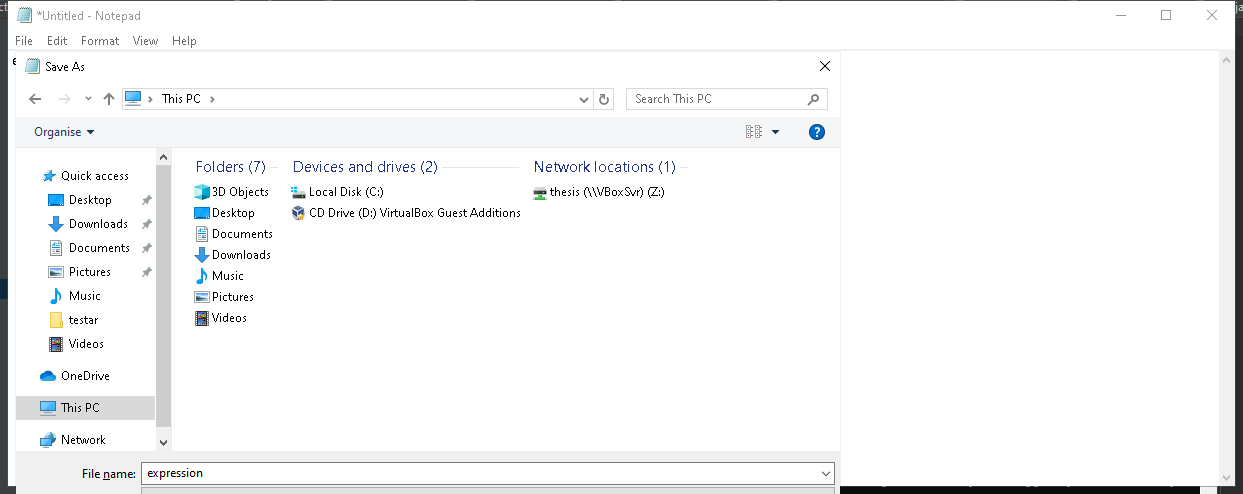 *Untitled - Notepad
File Edit Format View Help
Save As
This PC
Search This PC
Organise
Quick access
Desktop
Downloads
Documents
Pictures
Music
testar
Videos
OneDrive
This PC
Network
Folders (7)
3D Objects
Desktop
Documents
Downloads
Music
Pictures
Videos
Devices and drives (2)
Local Disk (C:)
CD Drive (D:) VirtualBox Guest Additions
Network locations (1)
thesis (\\VBoxSvr) (Z:)
File name: expression